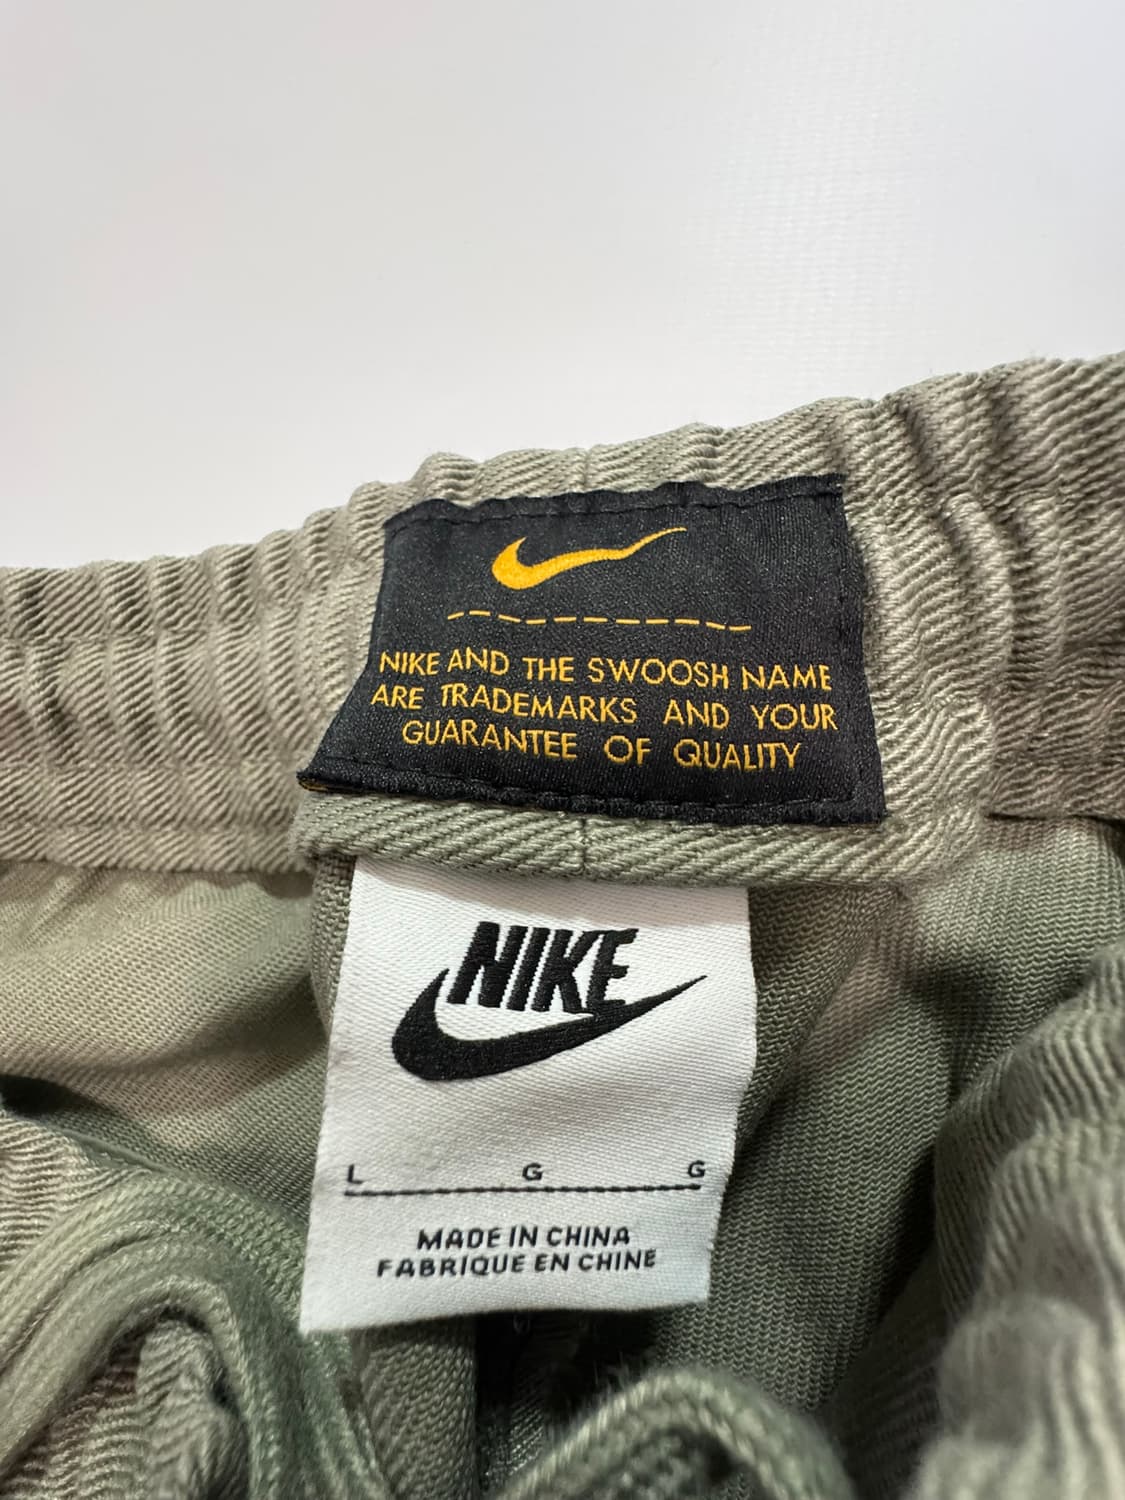 NIKE AND THE SWOOSH NAME
ARE TRADEMARKS AND YOUR
GUARANTEE OF QUALITY
NIKE
L G G
MADE IN CHINA
FABRIQUE EN CHINE